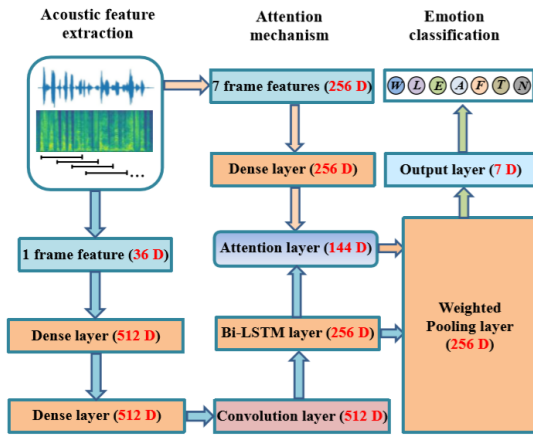 Acoustic feature
extraction
Attention
mechanism
Emotion
classification
7 frame features (256 D)
W L E A F T N
Dense layer (256 D)
Output layer (7 D)
1 frame feature (36 D)
Attention layer (144 D)
Dense layer (512 D)
Bi-LSTM layer (256 D)
Weighted
Pooling layer
(256 D)
Dense layer (512 D)
Convolution layer (512 D)
...